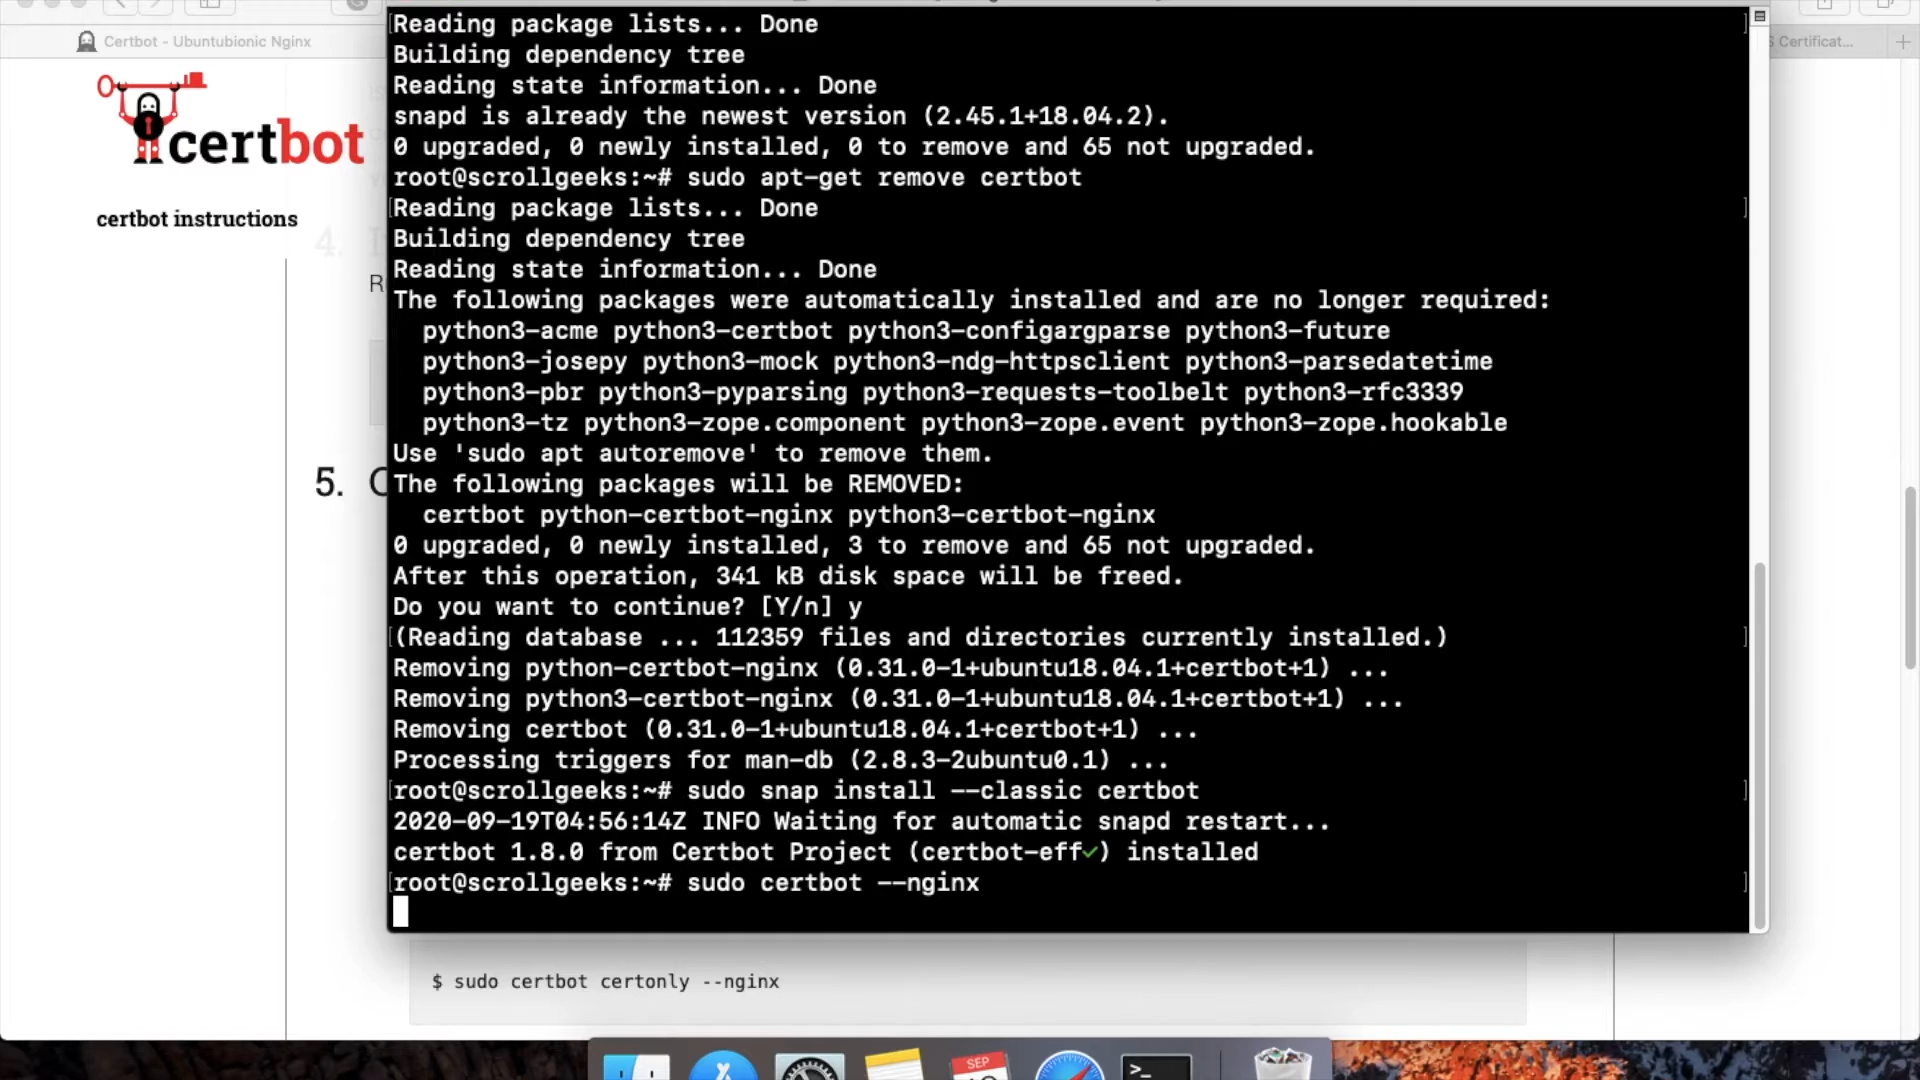 Certbot - Ubuntubionic Nginx
S Certificat...
certbot
certbot instructions
4.
R
5.
Reading package lists... Done
Building dependency tree
Reading state information... Done
snapd is already the newest version (2.45.1+18.04.2).
0 upgraded, 0 newly installed, 0 to remove and 65 not upgraded.
root@scrollgeeks:~# sudo apt-get remove certbot
Reading package lists... Done
Building dependency tree
Reading state information... Done
The following packages were automatically installed and are no longer required:
python3-acme python3-certbot python3-configargparse python3-future
python3-josepy python3-mock python3-ndg-httpsclient python3-parsedatetime
python3-pbr python3-pyparsing python3-requests-toolbelt python3-rfc3339
python3-tz python3-zope.component python3-zope.event python3-zope.hookable
Use 'sudo apt autoremove' to remove them.
The following packages will be REMOVED:
certbot python-certbot-nginx python3-certbot-nginx
0 upgraded, 0 newly installed, 3 to remove and 65 not upgraded.
After this operation, 341 kB disk space will be freed.
Do you want to continue? [Y/n] y
(Reading database ... 112359 files and directories currently installed.)
Removing python-certbot-nginx (0.31.0-1+ubuntu18.04.1+certbot+1) ...
Removing python3-certbot-nginx (0.31.0-1+ubuntu18.04.1+certbot+1) ...
Removing certbot (0.31.0-1+ubuntu18.04.1+certbot+1) ...
Processing triggers for man-db (2.8.3-2ubuntu0.1) ...
root@scrollgeeks:~# sudo snap install --classic certbot
2020-09-19T04:56:14Z INFO Waiting for automatic snapd restart...
certbot 1.8.0 from Certbot Project (certbot-eff✓) installed
root@scrollgeeks:~# sudo certbot --nginx
$ sudo certbot certonly --nginx
SEP
>_